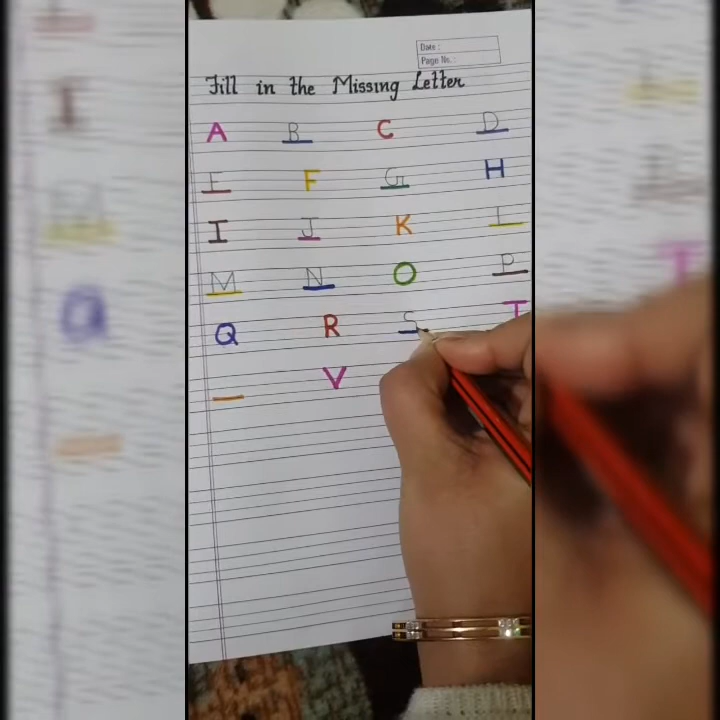 Date :
Page No. :
Fill in the Missing Letter
A B C D
E F G H
I J K L
M N O P
Q R S T
V